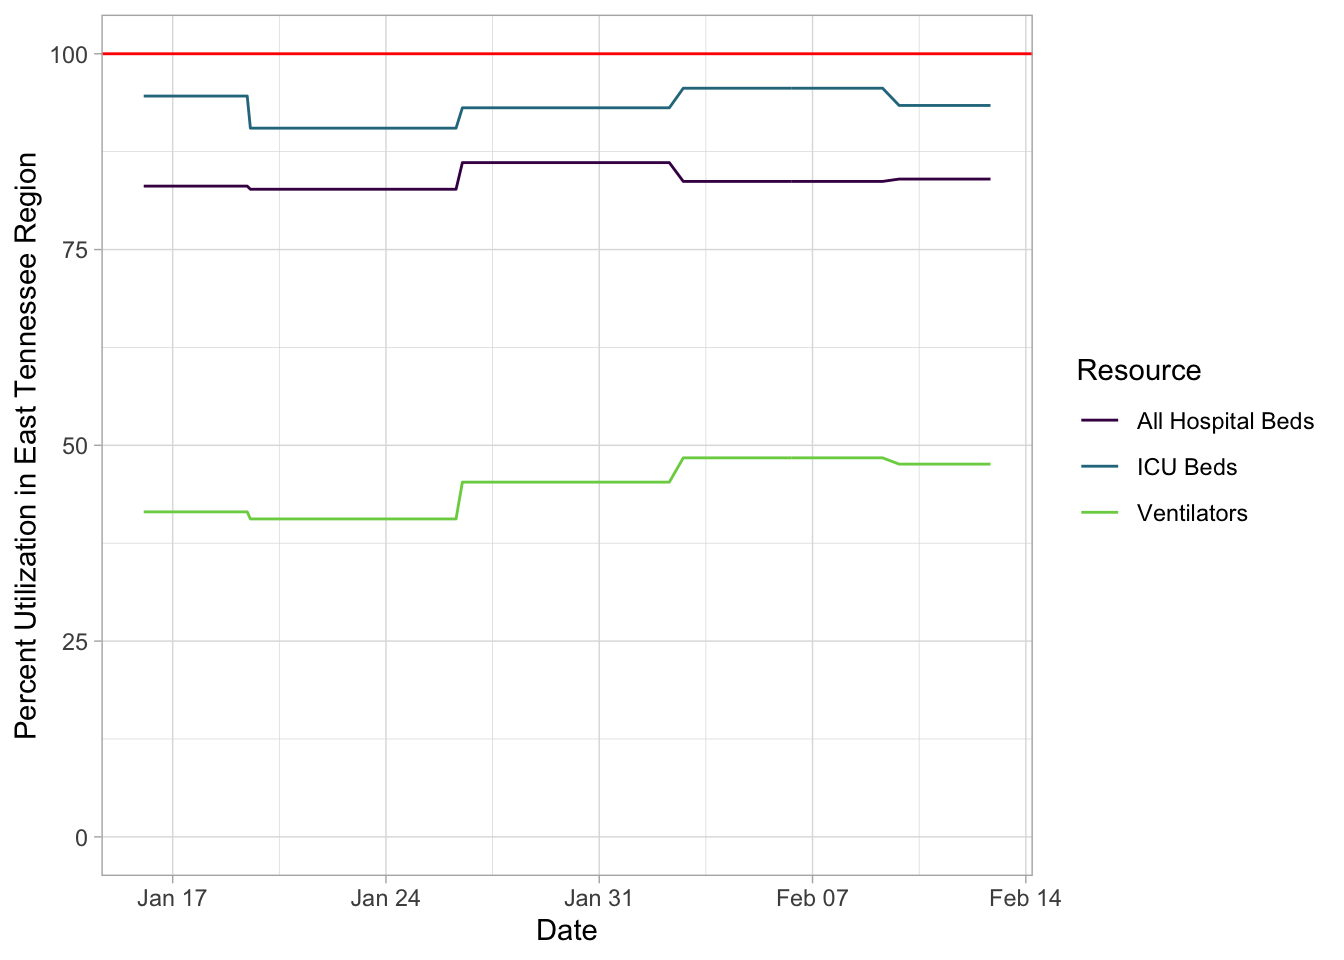 Percent Utilization in East Tennessee Region
100
75
50
25
0
Jan 17
Jan 24
Jan 31
Feb 07
Feb 14
Date
Resource
All Hospital Beds
ICU Beds
Ventilators